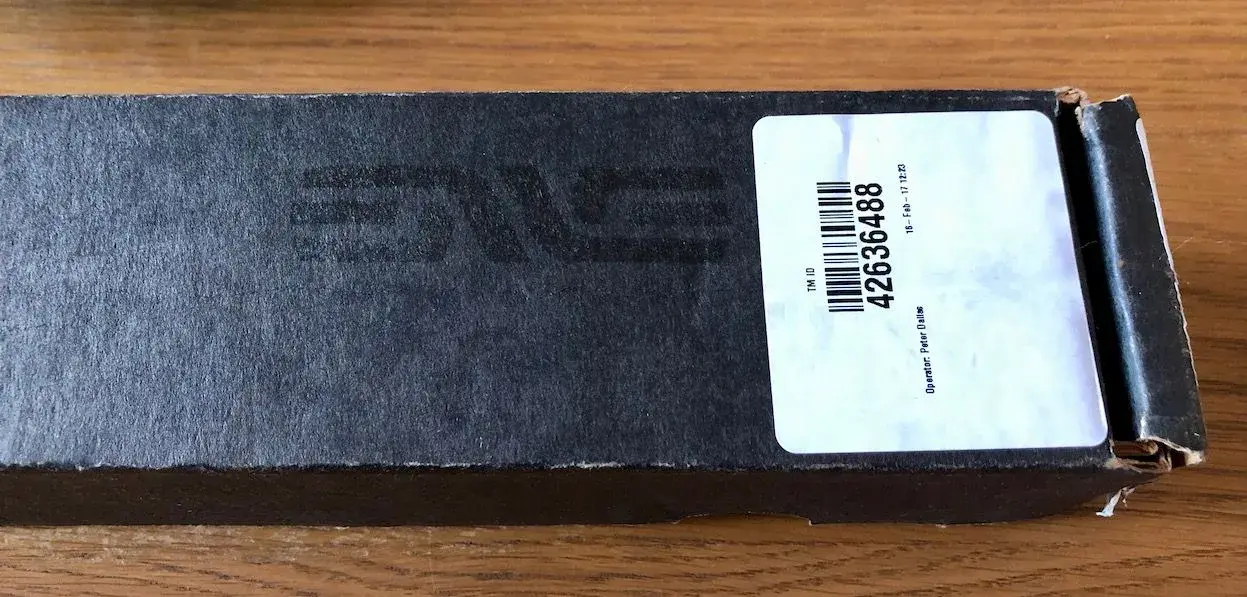 ENVE
TM ID
42636488
16-Feb-17 12:23
Operator: Peter Dallas